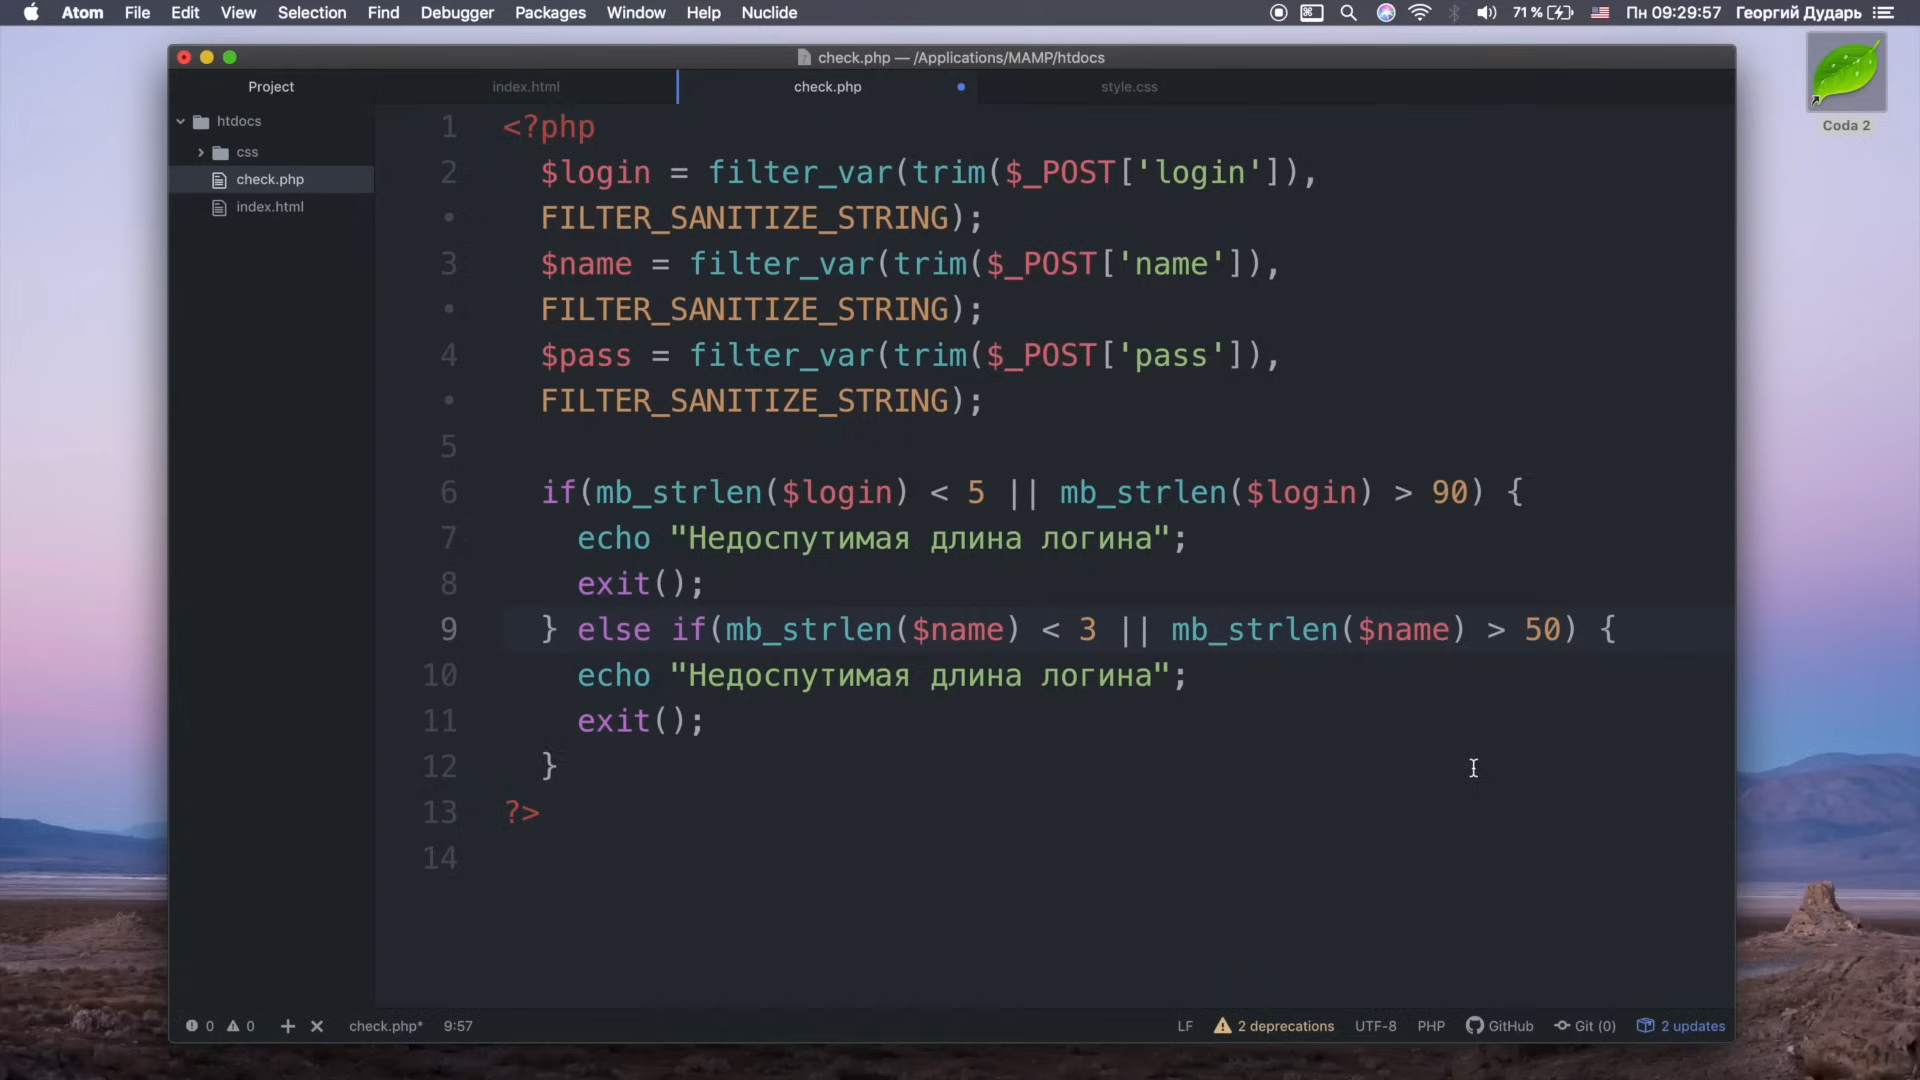 Atom File Edit View Selection Find Debugger Packages Window Help Nuclide 71 % Пн 09:29:57 Георгий Дударь
check.php — /Applications/MAMP/htdocs
Project index.html check.php style.css
htdocs
css
check.php
index.html
Coda 2
1 <?php
2 $login = filter_var(trim($_POST['login']),
• FILTER_SANITIZE_STRING);
3 $name = filter_var(trim($_POST['name']),
• FILTER_SANITIZE_STRING);
4 $pass = filter_var(trim($_POST['pass']),
• FILTER_SANITIZE_STRING);
5
6 if(mb_strlen($login) < 5 || mb_strlen($login) > 90) {
7 echo "Недоспутимая длина логина";
8 exit();
9 } else if(mb_strlen($name) < 3 || mb_strlen($name) > 50) {
10 echo "Недоспутимая длина логина";
11 exit();
12 }
13 ?>
14
0 0 + × check.php* 9:57 LF 2 deprecations UTF-8 PHP GitHub Git (0) 2 updates